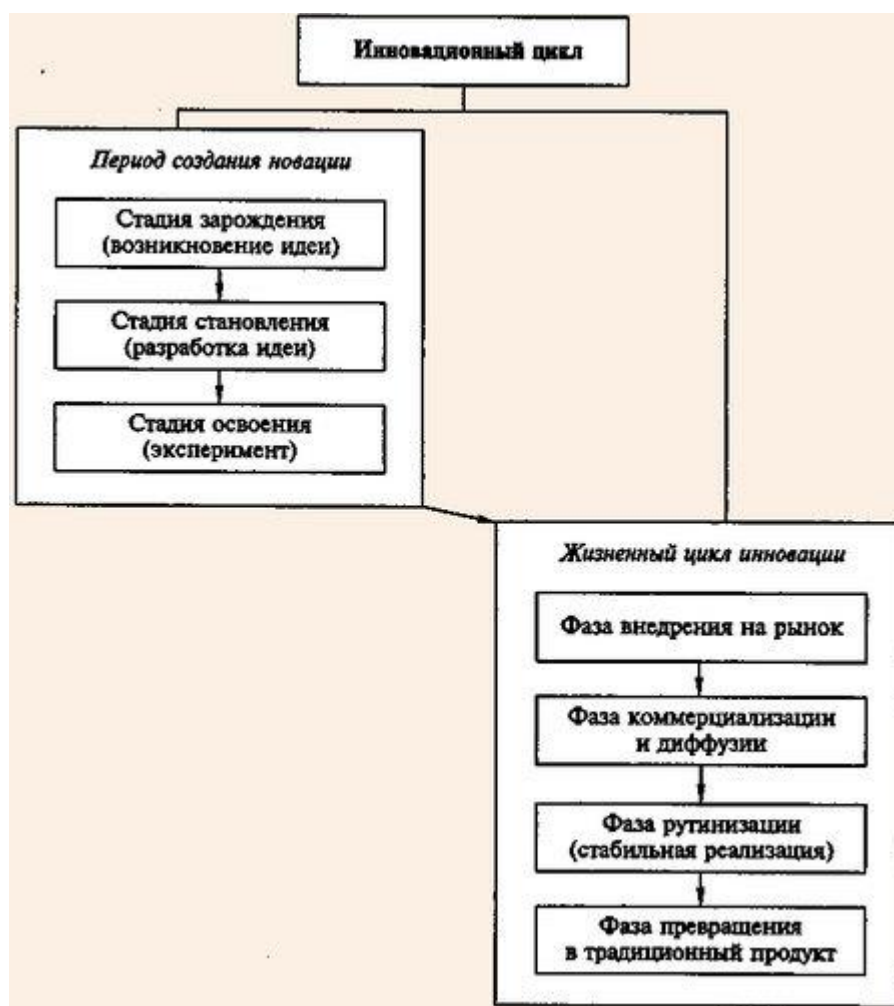 Инновационный цикл
Период создания новации
Стадия зарождения
(возникновение идеи)
Стадия становления
(разработка идеи)
Стадия освоения
(эксперимент)
Жизненный цикл инновации
Фаза внедрения на рынок
Фаза коммерциализации
и диффузии
Фаза рутинизации
(стабильная реализация)
Фаза превращения
в традиционный продукт